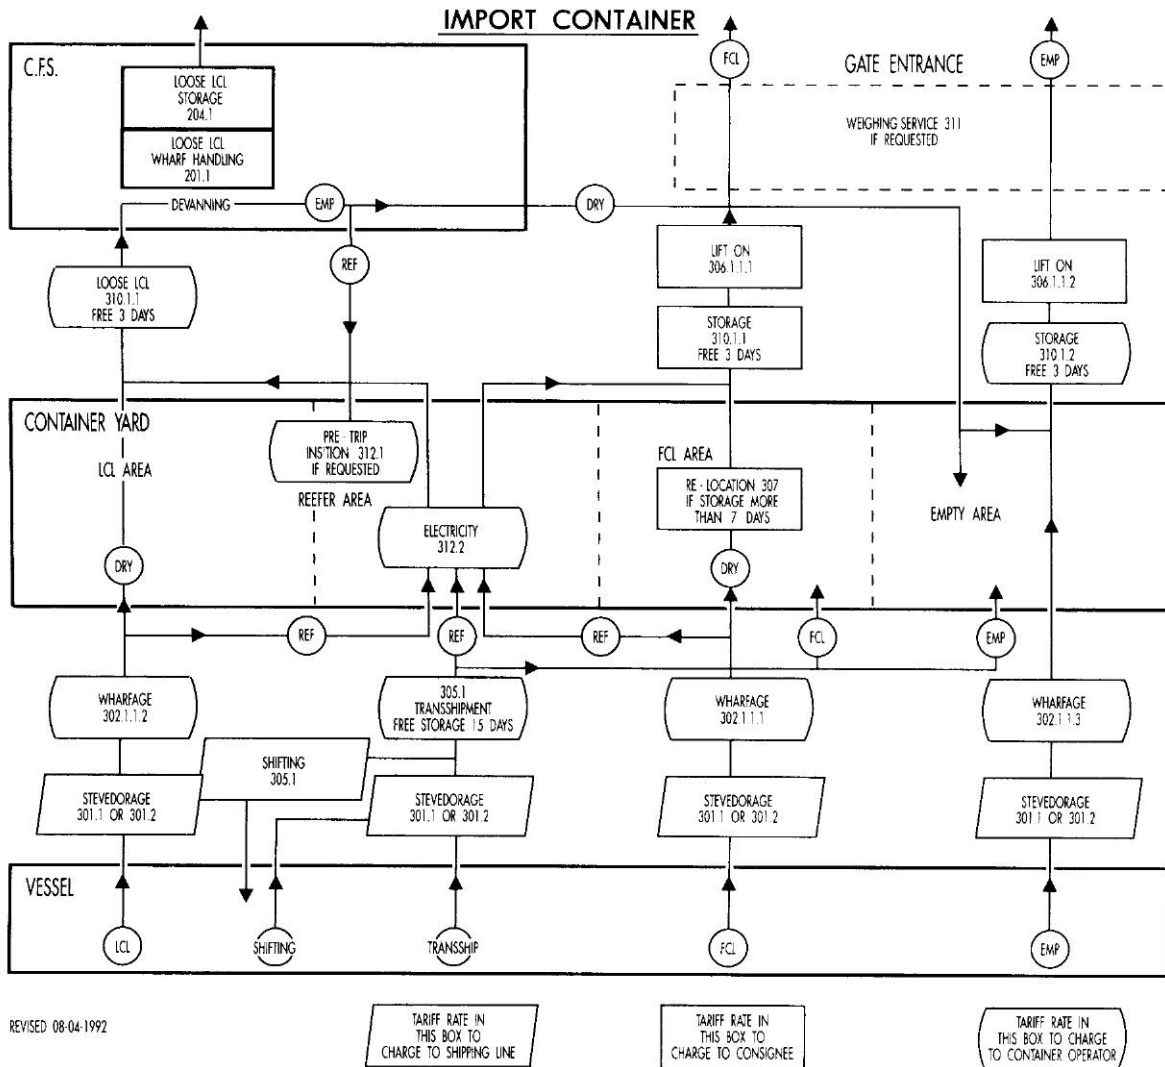 IMPORT CONTAINER
C.F.S.
LOOSE LCL
STORAGE
204.1
LOOSE LCL
WHARF HANDLING
201.1
DEVANNING
EMP
REF
DRY
FCL
GATE ENTRANCE
EMP
WEIGHING SERVICE 311
IF REQUESTED
LOOSE LCL
310.1.1
FREE 3 DAYS
LIFT ON
306.1.1.1
STORAGE
310.1.1
FREE 3 DAYS
LIFT ON
306.1.1.2
STORAGE
310.1.2
FREE 3 DAYS
CONTAINER YARD
LCL AREA
PRE - TRIP
INSTION 312.1
IF REQUESTED
REEFER AREA
ELECTRICITY
312.2
FCL AREA
RE - LOCATION 307
IF STORAGE MORE
THAN 7 DAYS
EMPTY AREA
DRY
DRY
REF
REF
REF
FCL
EMP
WHARFAGE
302.1.1.2
305.1
TRANSSHIPMENT
FREE STORAGE 15 DAYS
WHARFAGE
302.1.1.1
WHARFAGE
302.1.1.3
SHIFTING
305.1
STEVEDORAGE
301.1 OR 301.2
STEVEDORAGE
301.1 OR 301.2
STEVEDORAGE
301.1 OR 301.2
STEVEDORAGE
301.1 OR 301.2
VESSEL
LCL
SHIFTING
TRANSSHIP
FCL
EMP
REVISED 08-04-1992
TARIFF RATE IN
THIS BOX TO
CHARGE TO SHIPPING LINE
TARIFF RATE IN
THIS BOX TO
CHARGE TO CONSIGNEE
TARIFF RATE IN
THIS BOX TO CHARGE
TO CONTAINER OPERATOR